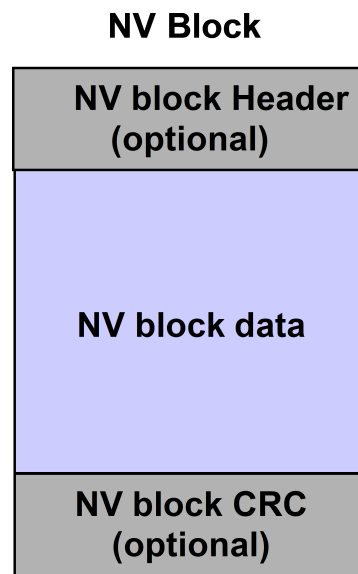 NV Block
NV block Header
(optional)
NV block data
NV block CRC
(optional)